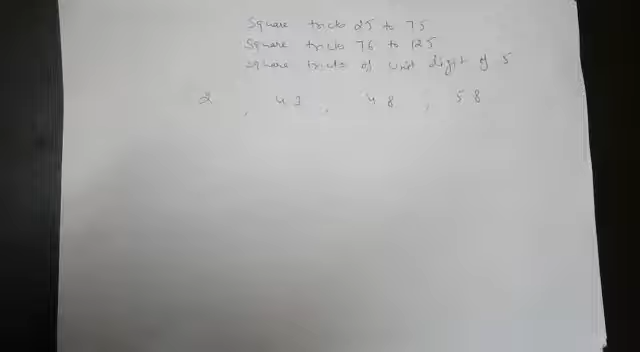 Square tricks 25 to 75
Square tricks 76 to 125
Square tricks of unit digit of 5
2 , 43 , 48 , 58